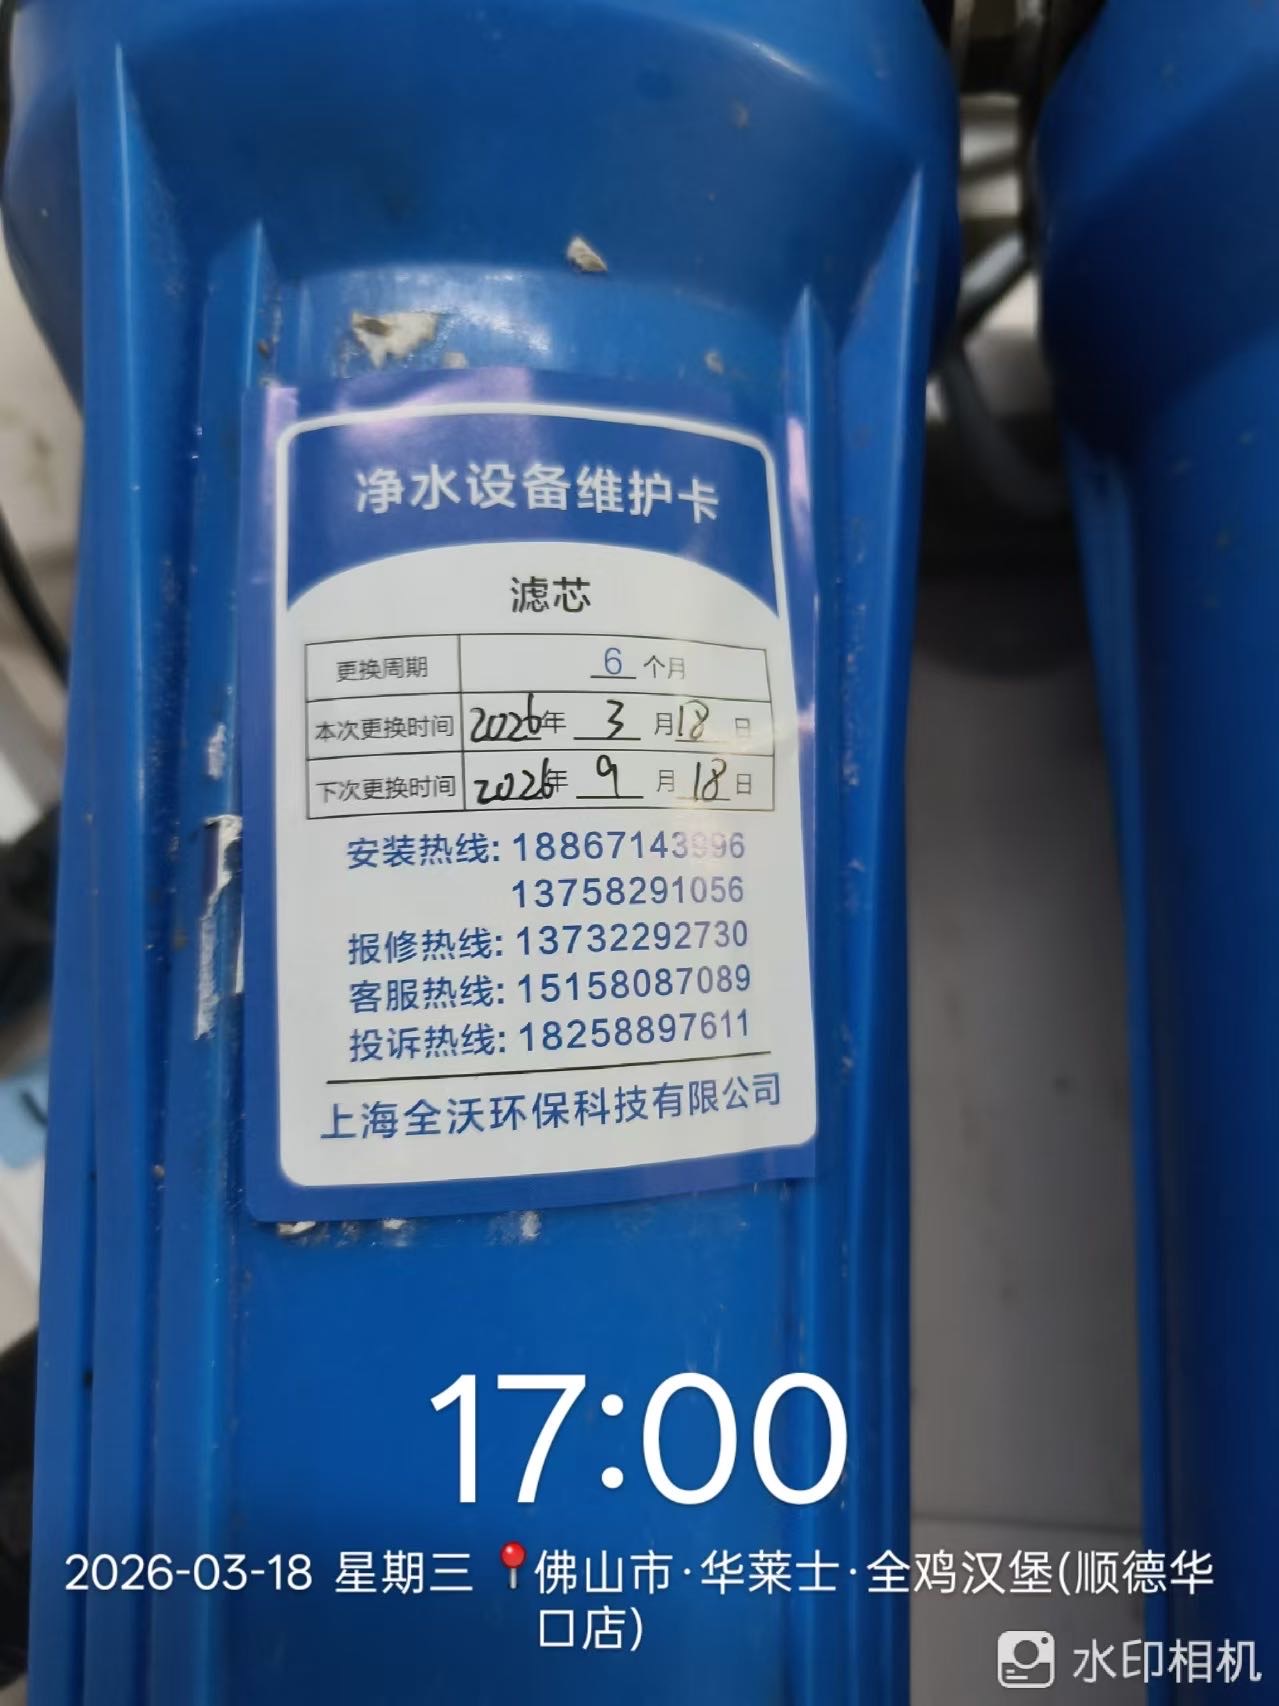 净水设备维护卡
滤芯
更换周期 6 个月
本次更换时间 2026年 3 月 18 日
下次更换时间 2026年 9 月 18 日
安装热线: 18867143996
13758291056
报修热线: 13732292730
客服热线: 15158087089
投诉热线: 18258897611
上海全沃环保科技有限公司
17:00
2026-03-18 星期三 佛山市·华莱士·全鸡汉堡(顺德华
口店)
水印相机